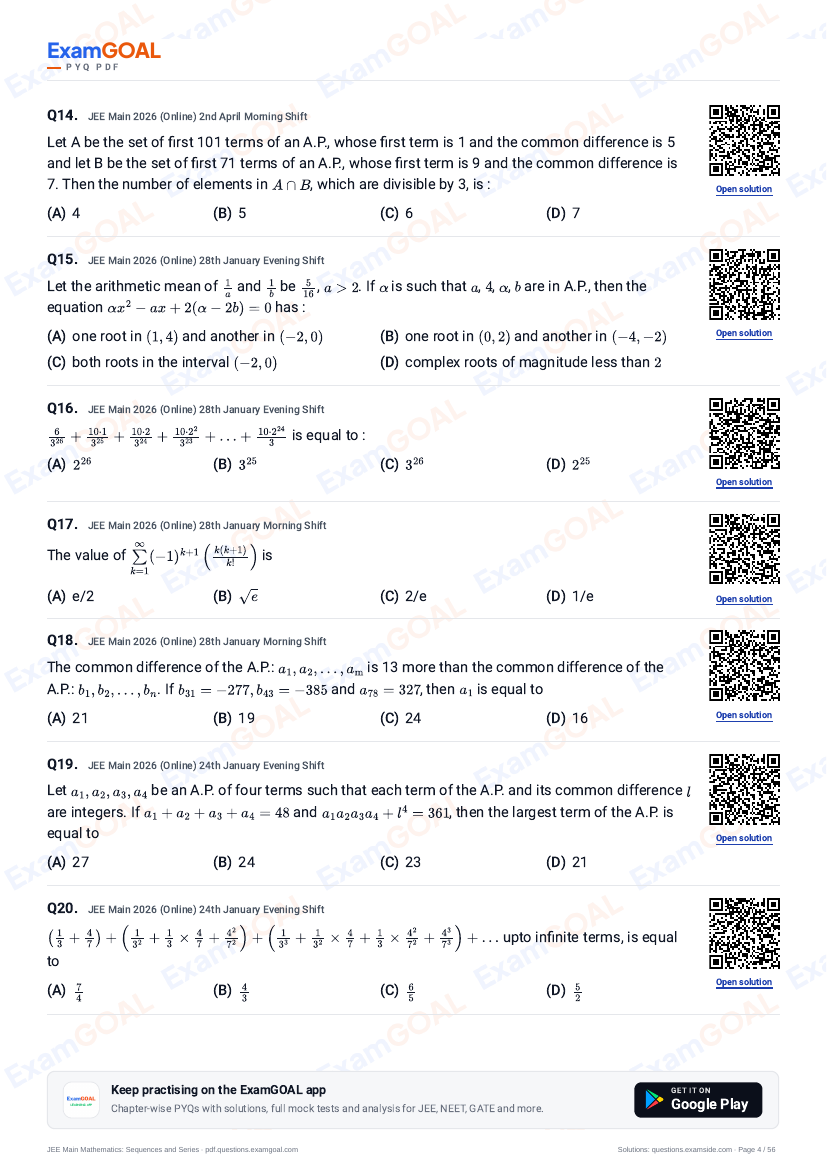 ExamGOAL
PYQ PDF
Q14. JEE Main 2026 (Online) 2nd April Morning Shift
Let A be the set of first 101 terms of an A.P., whose first term is 1 and the common difference is 5
and let B be the set of first 71 terms of an A.P., whose first term is 9 and the common difference is
7. Then the number of elements in A ∩ B, which are divisible by 3, is :
(A) 4 (B) 5 (C) 6 (D) 7
Open solution
Q15. JEE Main 2026 (Online) 28th January Evening Shift
Let the arithmetic mean of 1/a and 1/b be 5/16, a > 2. If α is such that a, 4, α, b are in A.P., then the
equation αx² − ax + 2(α − 2b) = 0 has :
(A) one root in (1, 4) and another in (−2, 0) (B) one root in (0, 2) and another in (−4, −2)
(C) both roots in the interval (−2, 0) (D) complex roots of magnitude less than 2
Open solution
Q16. JEE Main 2026 (Online) 28th January Evening Shift
6/3²⁶ + 10·1/3²⁵ + 10·2/3²⁴ + 10·2²/3²³ + … + 10·2²⁴/3 is equal to :
(A) 2²⁶ (B) 3²⁵ (C) 3²⁶ (D) 2²⁵
Open solution
Q17. JEE Main 2026 (Online) 28th January Morning Shift
The value of ∑_{k=1}^{∞} (−1)^{k+1} (k(k+1)/k!) is
(A) e/2 (B) √e (C) 2/e (D) 1/e
Open solution
Q18. JEE Main 2026 (Online) 28th January Morning Shift
The common difference of the A.P.: a₁, a₂, …, aₘ is 13 more than the common difference of the
A.P.: b₁, b₂, …, bₙ. If b₃₁ = −277, b₄₃ = −385 and a₇₈ = 327, then a₁ is equal to
(A) 21 (B) 19 (C) 24 (D) 16
Open solution
Q19. JEE Main 2026 (Online) 24th January Evening Shift
Let a₁, a₂, a₃, a₄ be an A.P. of four terms such that each term of the A.P. and its common difference l
are integers. If a₁ + a₂ + a₃ + a₄ = 48 and a₁a₂a₃a₄ + l⁴ = 361, then the largest term of the A.P. is
equal to
(A) 27 (B) 24 (C) 23 (D) 21
Open solution
Q20. JEE Main 2026 (Online) 24th January Evening Shift
(1/3 + 4/7) + (1/3² + 1/3 × 4/7 + 4²/7²) + (1/3³ + 1/3² × 4/7 + 1/3 × 4²/7² + 4³/7³) + … upto infinite terms, is equal
to
(A) 7/4 (B) 4/3 (C) 6/5 (D) 5/2
Open solution
ExamGOAL
Keep practising on the ExamGOAL app
Chapter-wise PYQs with solutions, full mock tests and analysis for JEE, NEET, GATE and more.
GET IT ON
Google Play
JEE Main Mathematics: Sequences and Series · pdf.questions.examgoal.com
Solutions: questions.examside.com · Page 4 / 56